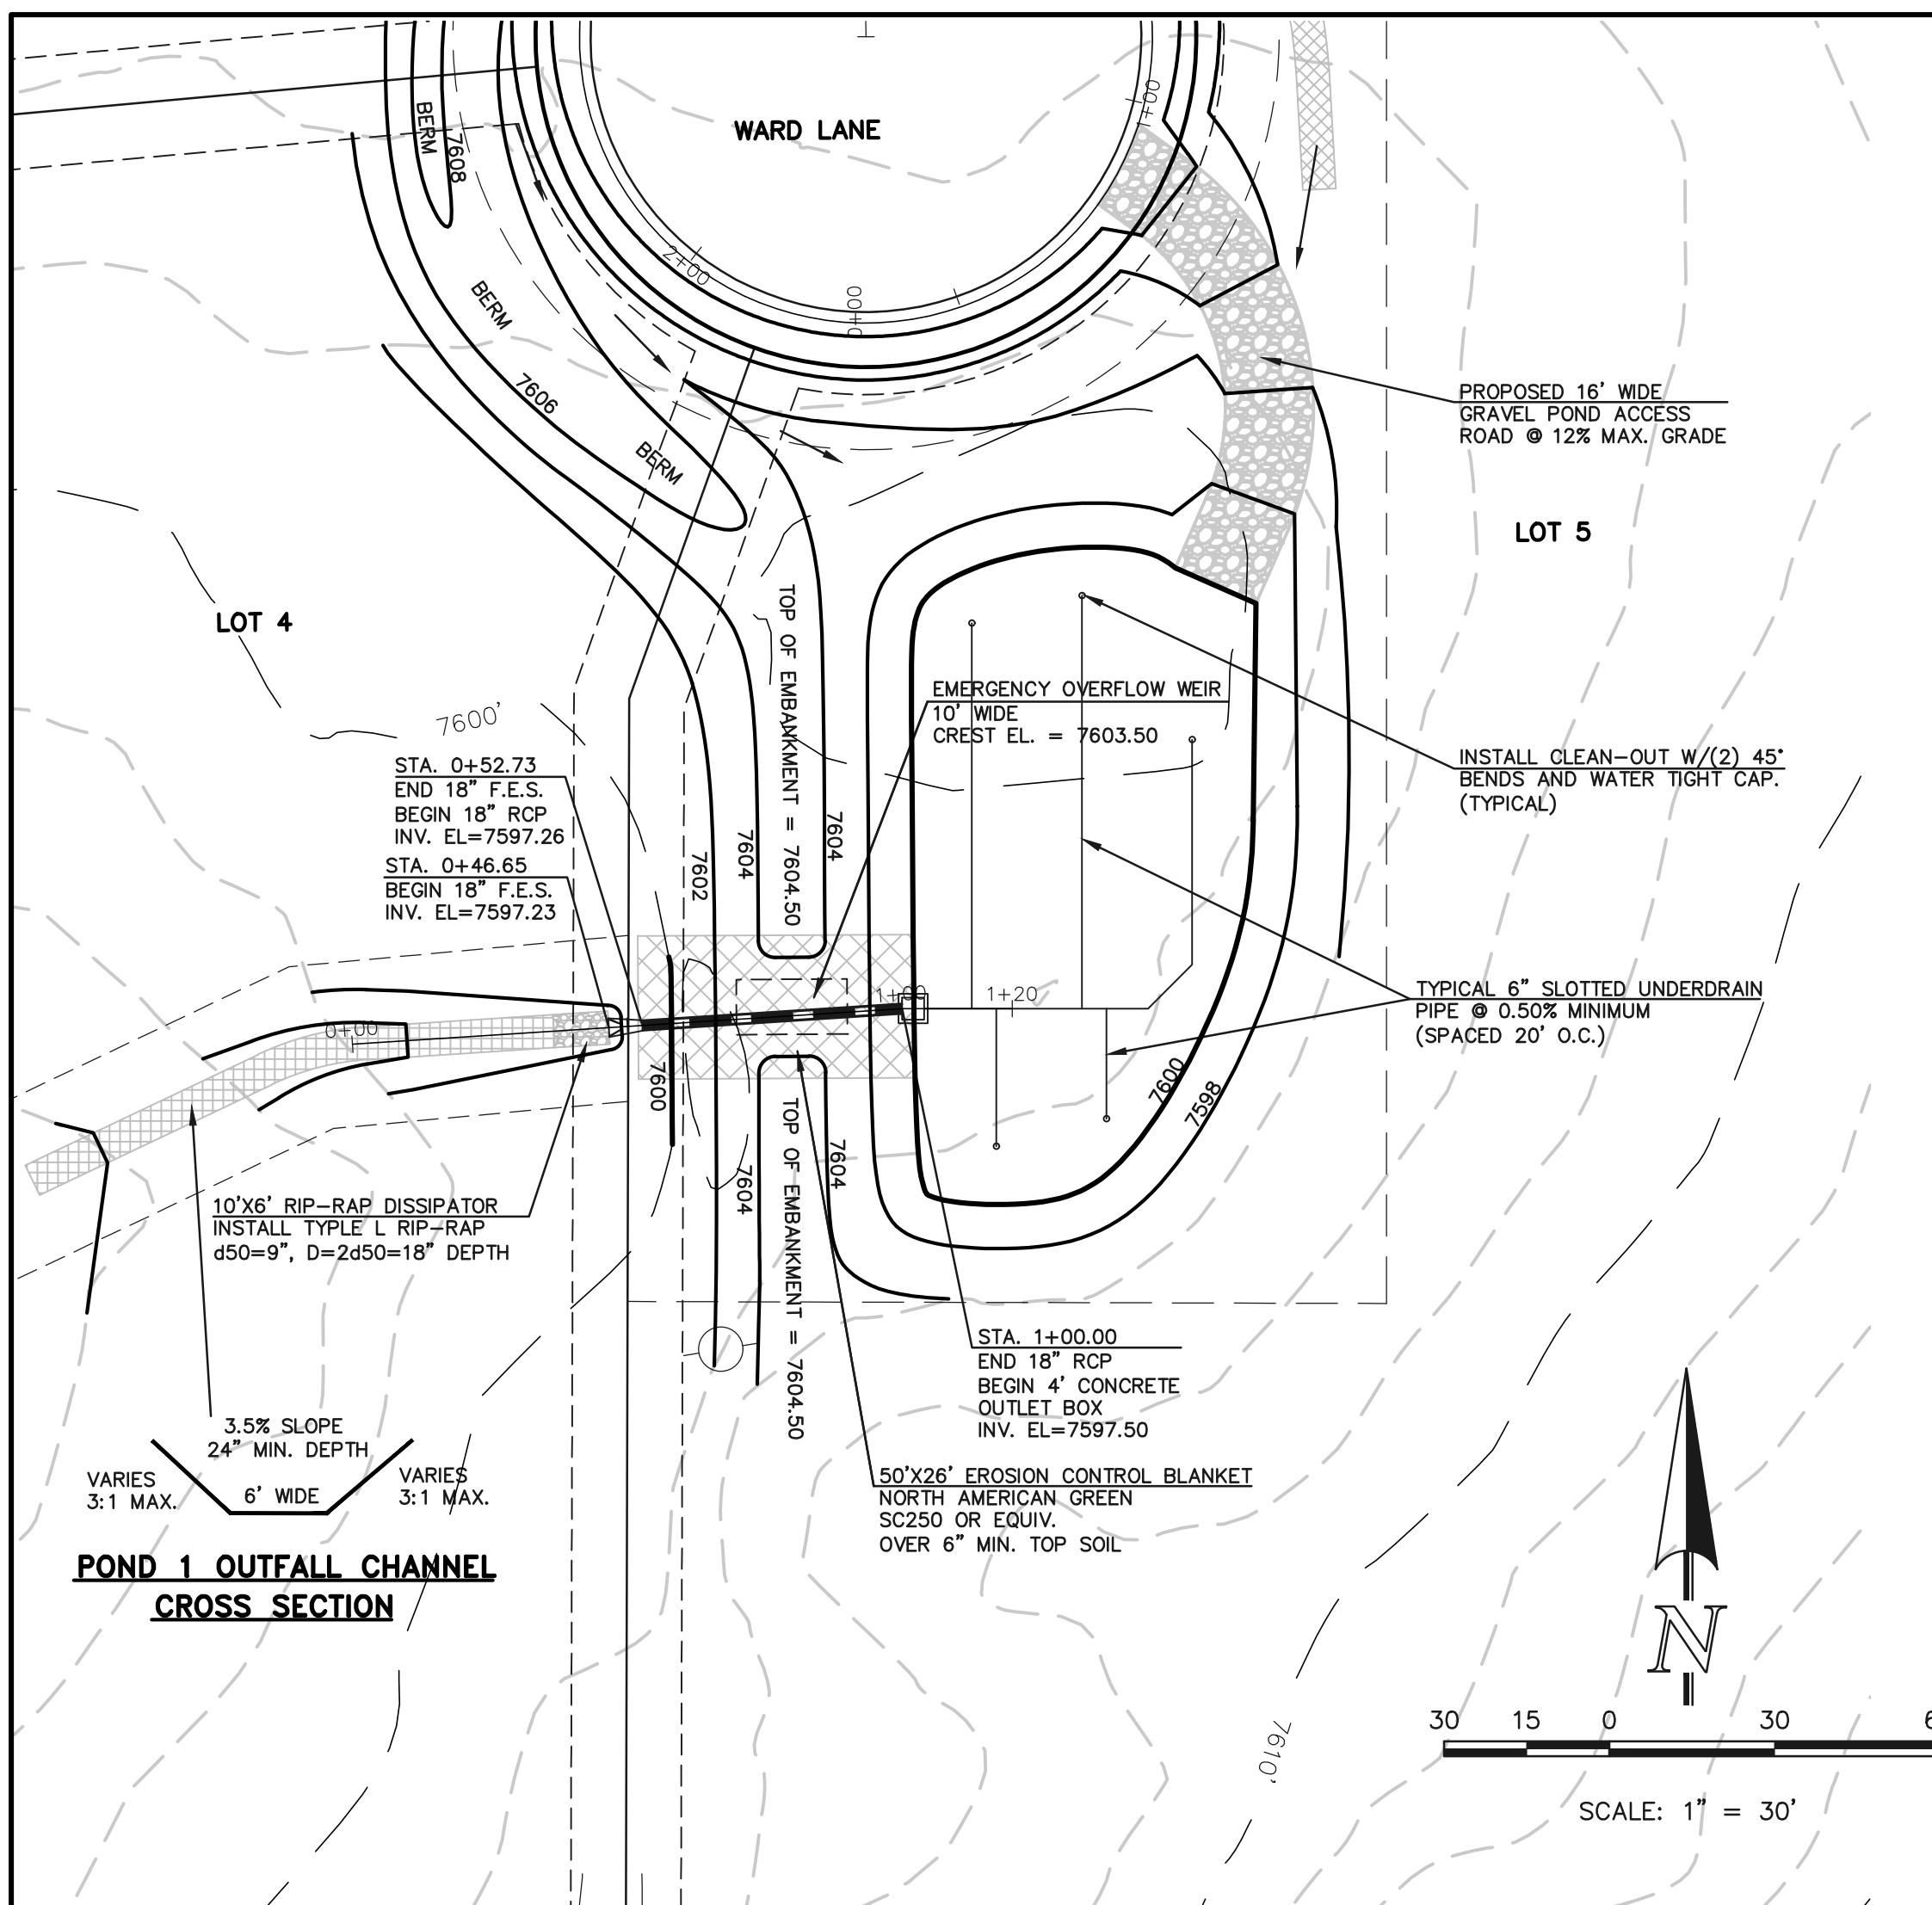 WARD LANE
1+00
BERM
7608
2+00
0+00
BERM
7606
BERM
PROPOSED 16' WIDE
GRAVEL POND ACCESS
ROAD @ 12% MAX. GRADE
LOT 5
LOT 4
TOP OF EMBANKMENT = 7604.50
7600'
EMERGENCY OVERFLOW WEIR
10' WIDE
CREST EL. = 7603.50
STA. 0+52.73
END 18" F.E.S.
BEGIN 18" RCP
INV. EL=7597.26
STA. 0+46.65
BEGIN 18" F.E.S.
INV. EL=7597.23
INSTALL CLEAN-OUT W/(2) 45°
BENDS AND WATER TIGHT CAP.
(TYPICAL)
7602
7604
7604
TYPICAL 6" SLOTTED UNDERDRAIN
PIPE @ 0.50% MINIMUM
(SPACED 20' O.C.)
0+00
1+00
1+20
7600
7600
7598
7604
7604
TOP OF EMBANKMENT = 7604.50
10'X6' RIP-RAP DISSIPATOR
INSTALL TYPLE L RIP-RAP
d50=9", D=2d50=18" DEPTH
STA. 1+00.00
END 18" RCP
BEGIN 4' CONCRETE
OUTLET BOX
INV. EL=7597.50
50'X26' EROSION CONTROL BLANKET
NORTH AMERICAN GREEN
SC250 OR EQUIV.
OVER 6" MIN. TOP SOIL
3.5% SLOPE
24" MIN. DEPTH
VARIES
3:1 MAX.
6' WIDE
VARIES
3:1 MAX.
POND 1 OUTFALL CHANNEL
CROSS SECTION
7610'
N
30 15 0 30
SCALE: 1" = 30'